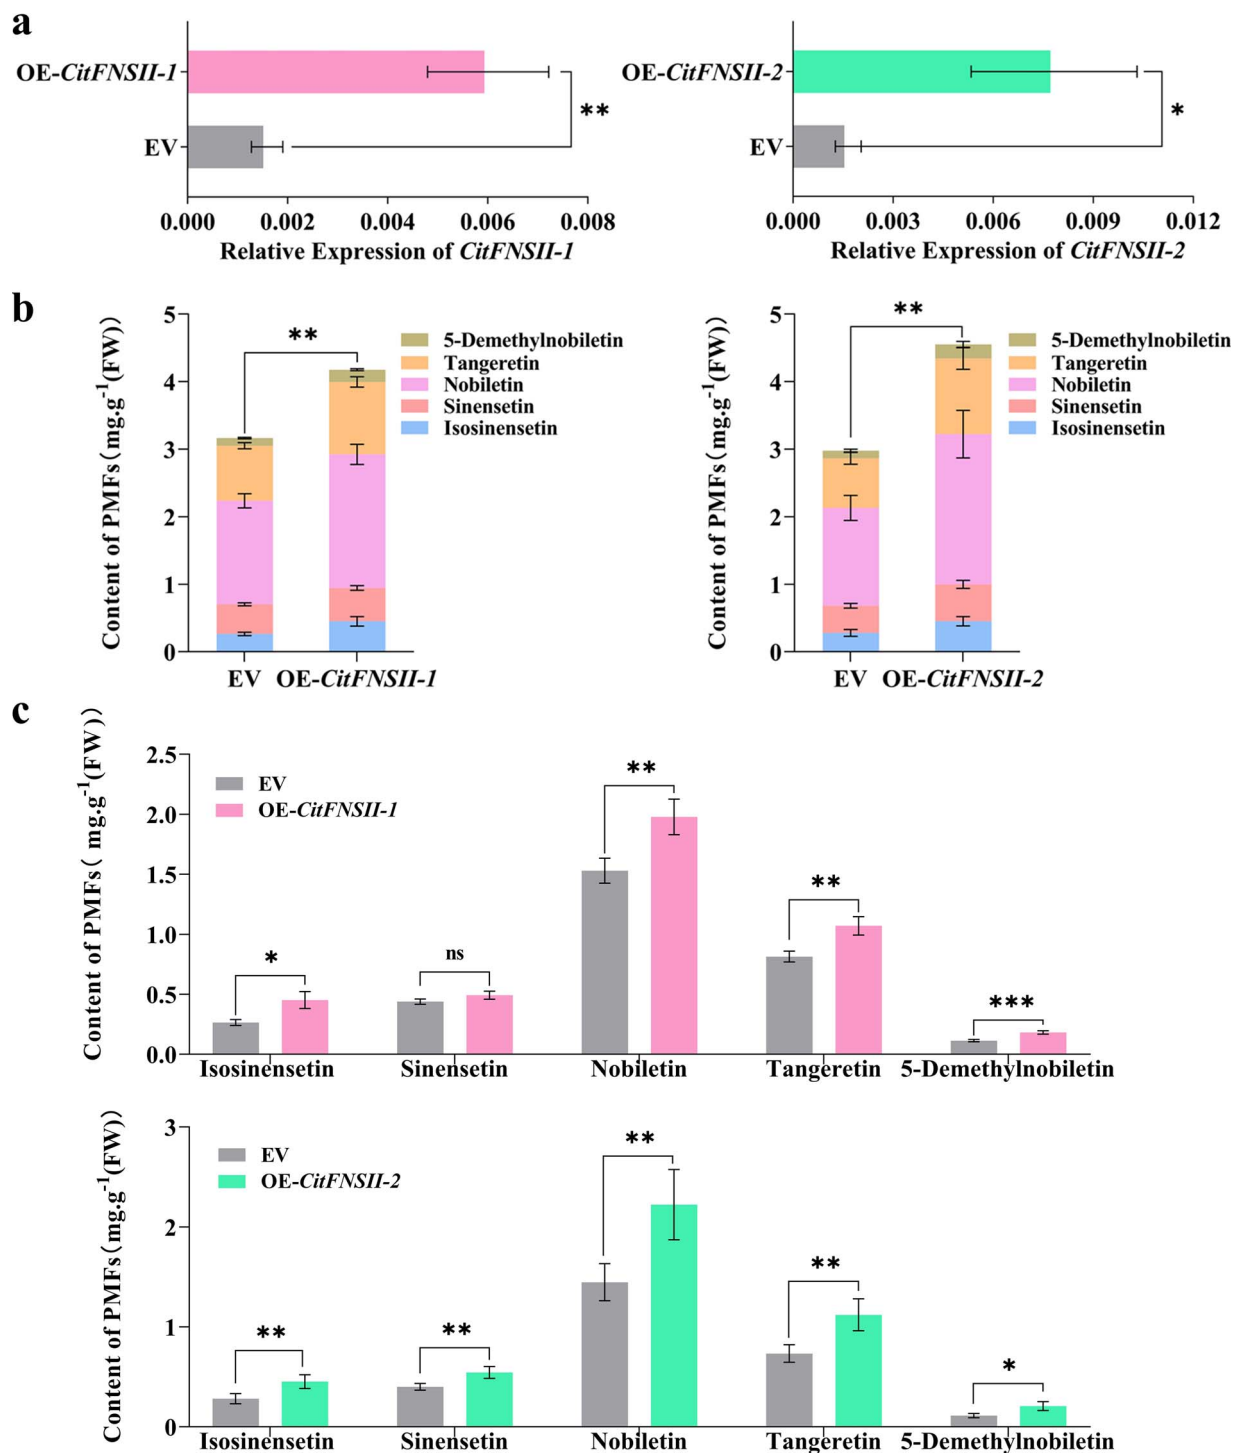 a
OE-CitFNSII-1
EV
**
0.000 0.002 0.004 0.006 0.008
Relative Expression of CitFNSII-1
OE-CitFNSII-2
EV
*
0.000 0.003 0.006 0.009 0.012
Relative Expression of CitFNSII-2
b
Content of PMFs(mg.g-1(FW))
5
4
3
2
1
0
**
5-Demethylnobiletin
Tangeretin
Nobiletin
Sinensetin
Isosinensetin
EV OE-CitFNSII-1
Content of PMFs(mg.g-1(FW))
5
4
3
2
1
0
**
5-Demethylnobiletin
Tangeretin
Nobiletin
Sinensetin
Isosinensetin
EV OE-CitFNSII-2
c
Content of PMFs( mg.g-1(FW))
2.5
2.0
1.5
1.0
0.5
0.0
EV
OE-CitFNSII-1
* ns ** ** ***
Isosinensetin Sinensetin Nobiletin Tangeretin 5-Demethylnobiletin
Content of PMFs(mg.g-1(FW))
3
2
1
0
EV
OE-CitFNSII-2
** ** ** ** *
Isosinensetin Sinensetin Nobiletin Tangeretin 5-Demethylnobiletin